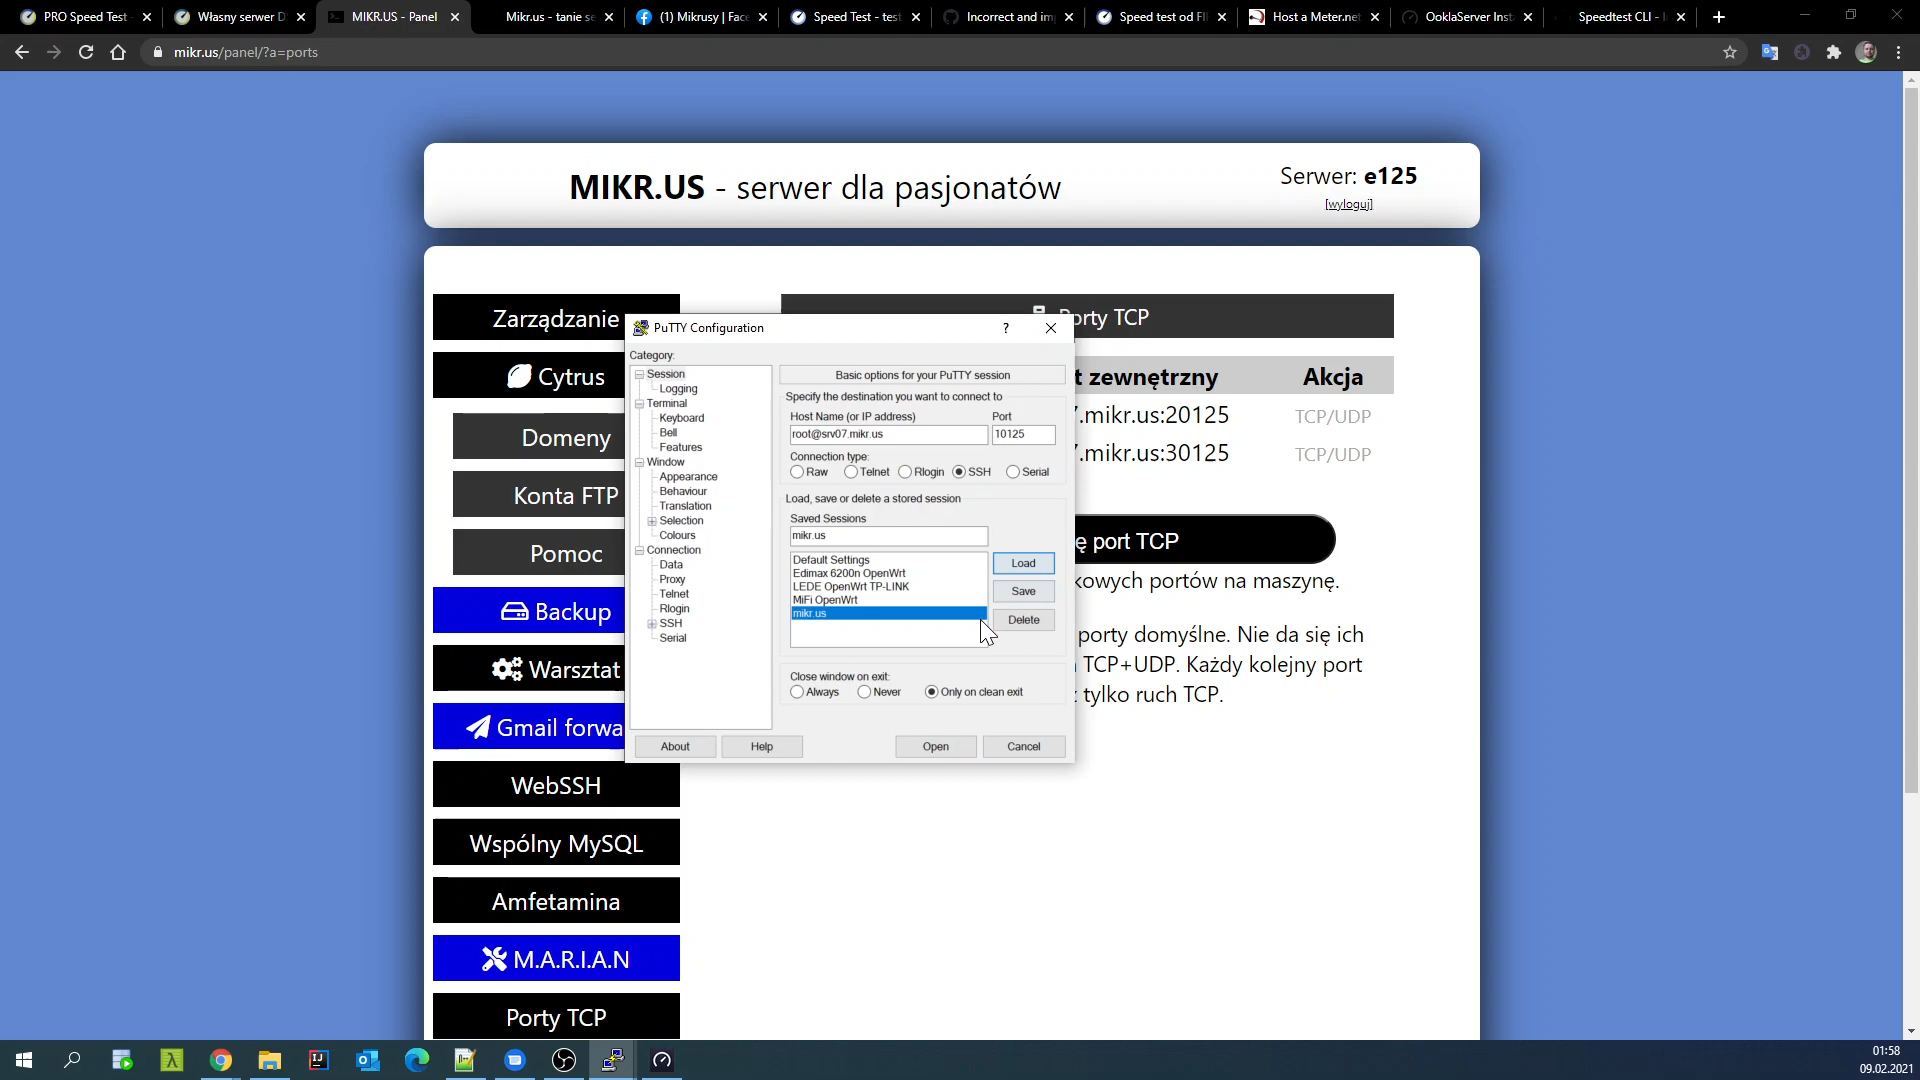 PRO Speed Test -
Własny serwer D
MIKR.US - Panel
Mikr.us - tanie se
(1) Mikrusy | Fac
Speed Test - test
Incorrect and im
Speed test od FI
Host a Meter.net
OoklaServer Inst
Speedtest CLI - I
mikr.us/panel/?a=ports
MIKR.US - serwer dla pasjonatów
Serwer: e125
[wyloguj]
Zarządzanie
Cytrus
Domeny
Konta FTP
Pomoc
Backup
Warsztat
Gmail forwa
WebSSH
Wspólny MySQL
Amfetamina
M.A.R.I.A.N
Porty TCP
Porty TCP
t zewnętrzny
Akcja
7.mikr.us:20125
TCP/UDP
7.mikr.us:30125
TCP/UDP
ę port TCP
kowych portów na maszynę.
porty domyślne. Nie da się ich
TCP+UDP. Każdy kolejny port
tylko ruch TCP.
PuTTY Configuration
?
Category:
Session
Logging
Terminal
Keyboard
Bell
Features
Window
Appearance
Behaviour
Translation
Selection
Colours
Connection
Data
Proxy
Telnet
Rlogin
SSH
Serial
Basic options for your PuTTY session
Specify the destination you want to connect to
Host Name (or IP address)
Port
root@srv07.mikr.us
10125
Connection type:
Raw
Telnet
Rlogin
SSH
Serial
Load, save or delete a stored session
Saved Sessions
mikr.us
Default Settings
Edimax 6200n OpenWrt
LEDE OpenWrt TP-LINK
MiFi OpenWrt
mikr.us
Load
Save
Delete
Close window on exit:
Always
Never
Only on clean exit
About
Help
Open
Cancel
01:58
09.02.2021